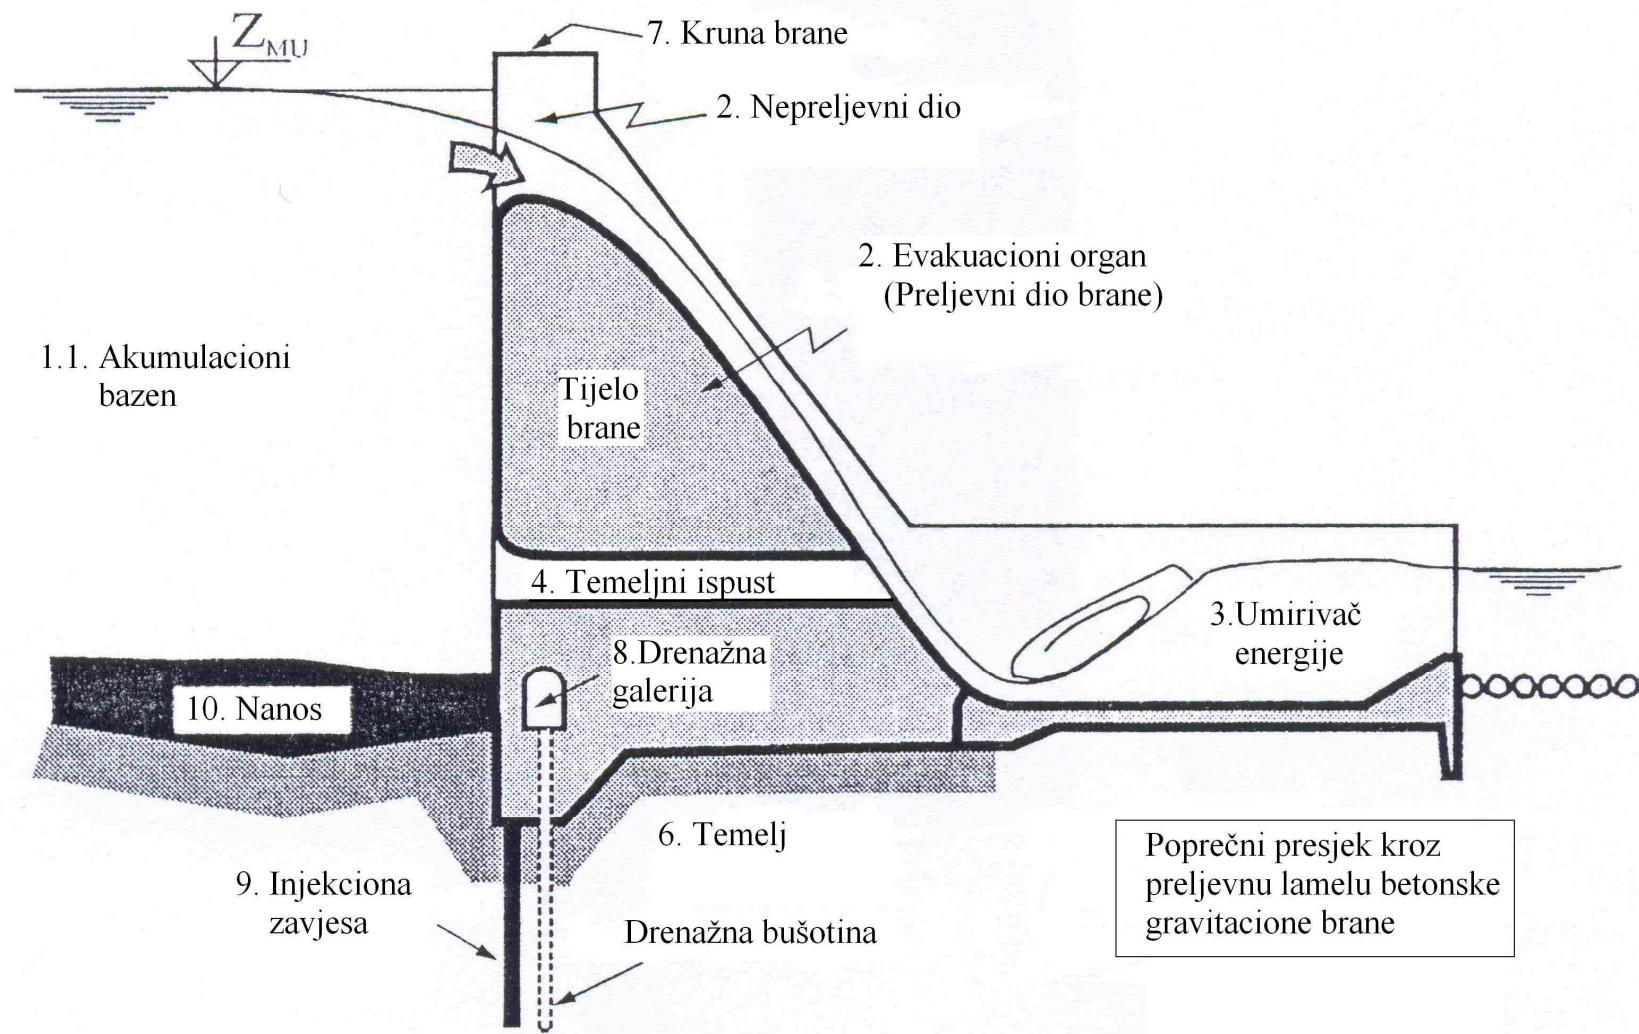 Z_MU
7. Kruna brane
2. Nepreljevni dio
2. Evakuacioni organ
(Preljevni dio brane)
1.1. Akumulacioni
bazen
Tijelo
brane
4. Temeljni ispust
3.Umirivač
energije
8.Drenažna
galerija
10. Nanos
6. Temelj
9. Injekciona
zavjesa
Drenažna bušotina
Poprečni presjek kroz
preljevnu lamelu betonske
gravitacione brane